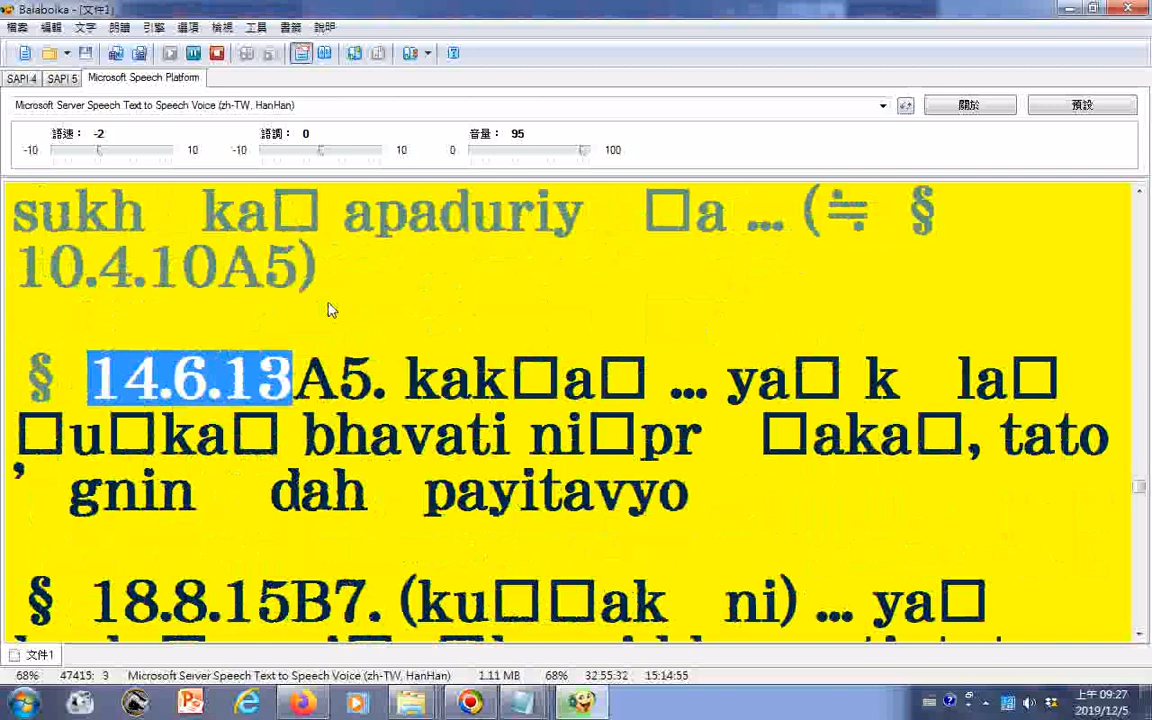 Balabolka - [文件1]
檔案 編輯 文字 朗讀 引擎 選項 檢視 工具 書籤 說明
SAPI 4 SAPI 5 Microsoft Speech Platform
Microsoft Server Speech Text to Speech Voice (zh-TW, HanHan) 關於 預設
語速： -2 語調： 0 音量： 95
-10 10 -10 10 0 100
sukh ka□ apaduriy □a ... (≒ §
10.4.10A5)
§ 14.6.13A5. kak□a□ ... ya□ k la□
□u□ka□ bhavati ni□pr □aka□, tato
’ gnin dah payitavyo
§ 18.8.15B7. (ku□□ak ni) ... ya□
文件1
68% 47415: 3 Microsoft Server Speech Text to Speech Voice (zh-TW, HanHan) 1.11 MB 68% 32:55:32 15:14:55
上午 09:27
2019/12/5